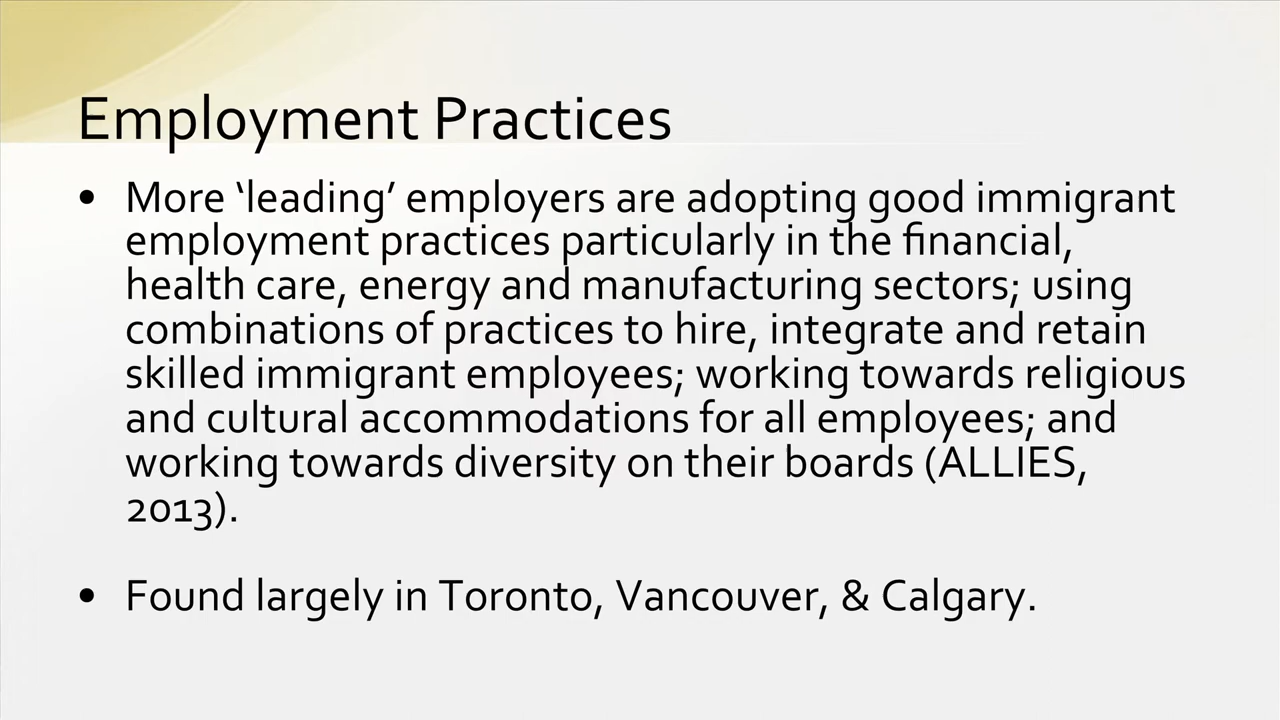 Employment Practices
• More ‘leading’ employers are adopting good immigrant
employment practices particularly in the financial,
health care, energy and manufacturing sectors; using
combinations of practices to hire, integrate and retain
skilled immigrant employees; working towards religious
and cultural accommodations for all employees; and
working towards diversity on their boards (ALLIES,
2013).
• Found largely in Toronto, Vancouver, & Calgary.